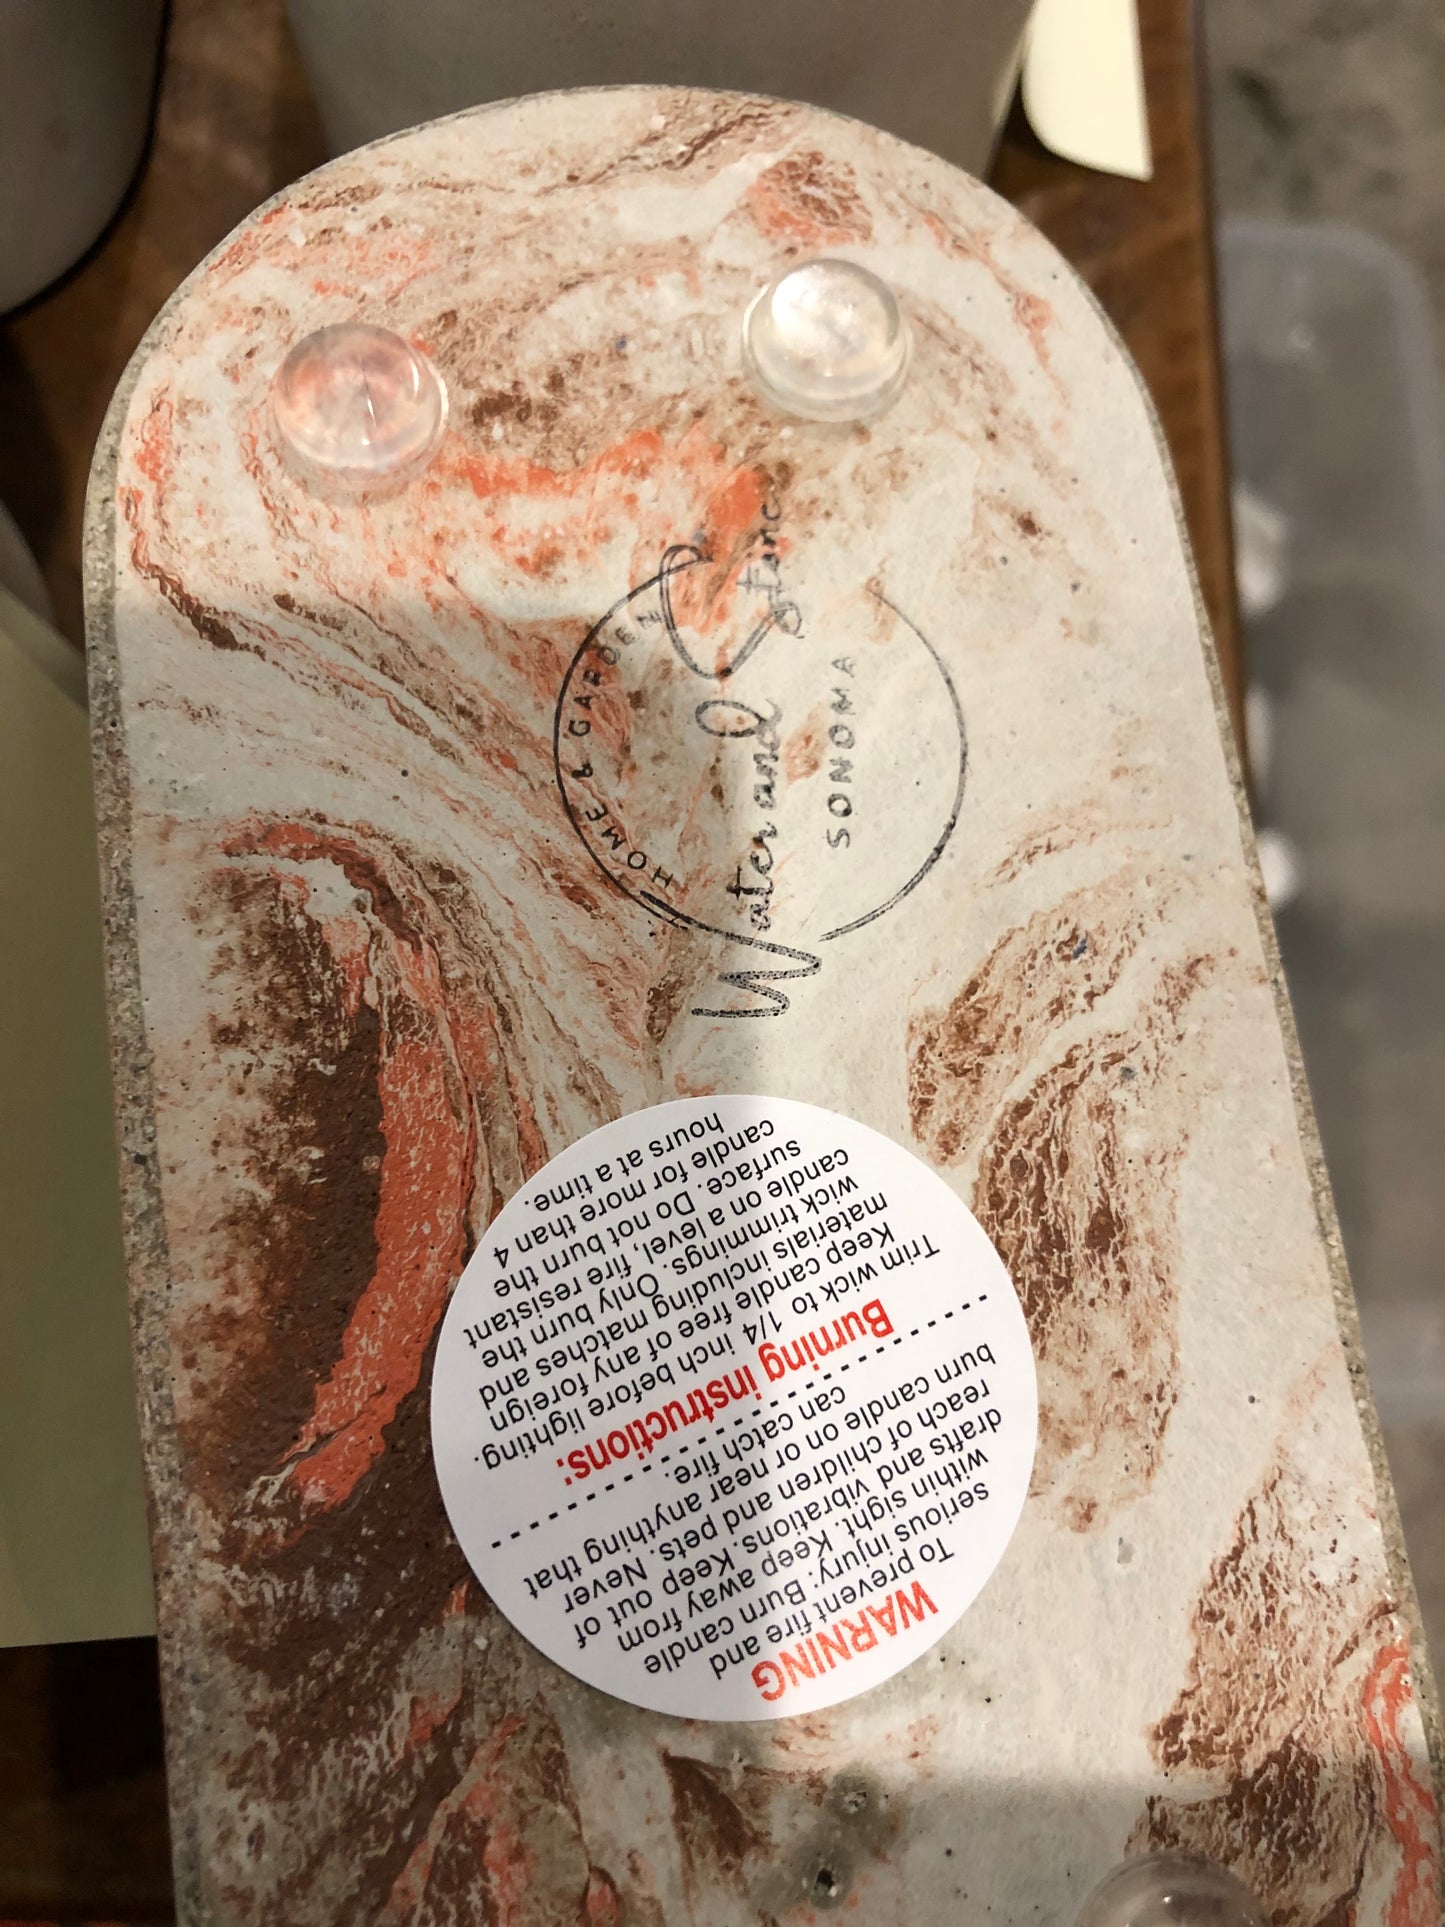 HOME & GARDEN
Water and Stone
SONOMA
WARNING
To prevent fire and
serious injury: Burn candle
within sight. Keep away from
drafts and vibrations. Keep out of
reach of children and pets. Never
burn candle on or near anything that
can catch fire.
Burning instructions:
Trim wick to 1/4 inch before lighting.
Keep candle free of any foreign
materials including matches and
wick trimmings. Only burn the
candle on a level, fire resistant
surface. Do not burn the
candle for more than 4
hours at a time.